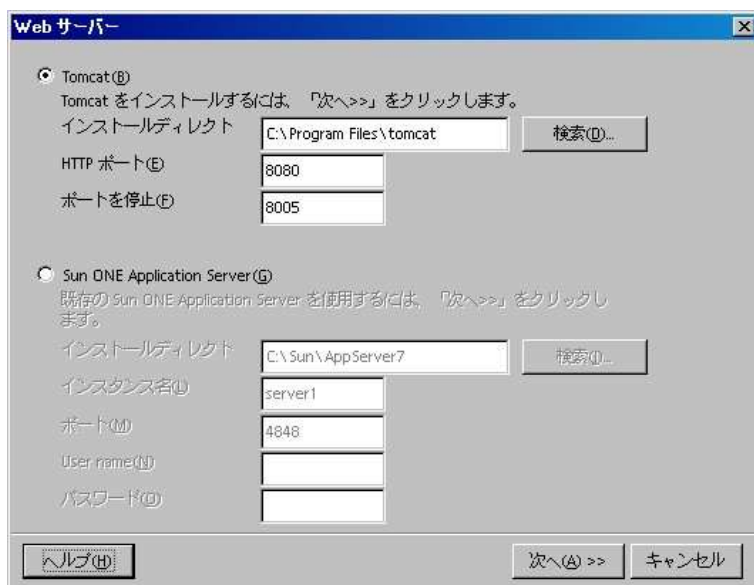 Web サーバー
Tomcat(B)
Tomcat をインストールするには、「次へ>>」をクリックします。
インストールディレクト
C:\Program Files\tomcat
検索(D)...
HTTP ポート(E)
8080
ポートを停止(F)
8005
Sun ONE Application Server(G)
既存の Sun ONE Application Server を使用するには、「次へ>>」をクリックし
ます。
インストールディレクト
C:\Sun\AppServer7
検索(I)...
インスタンス名(L)
server1
ポート(M)
4848
User name(N)
パスワード(O)
ヘルプ(H)
次へ(A) >>
キャンセル